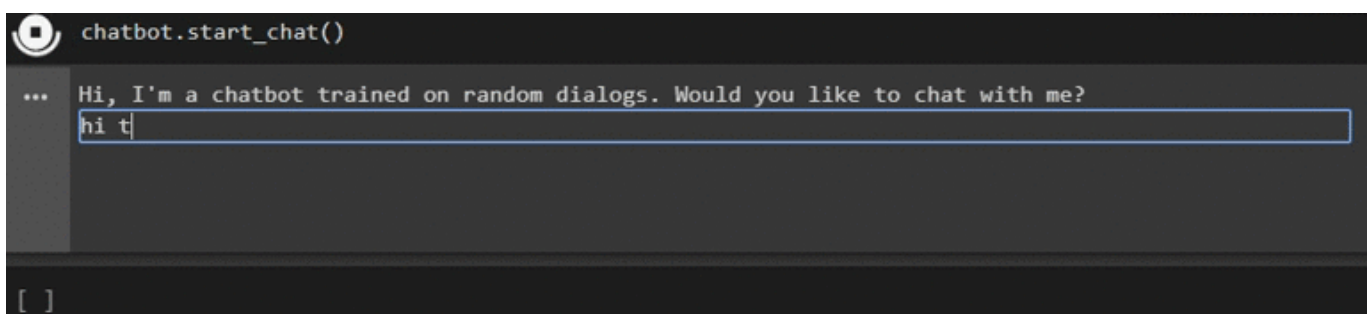 chatbot.start_chat()
... Hi, I'm a chatbot trained on random dialogs. Would you like to chat with me?
hi t
[ ]